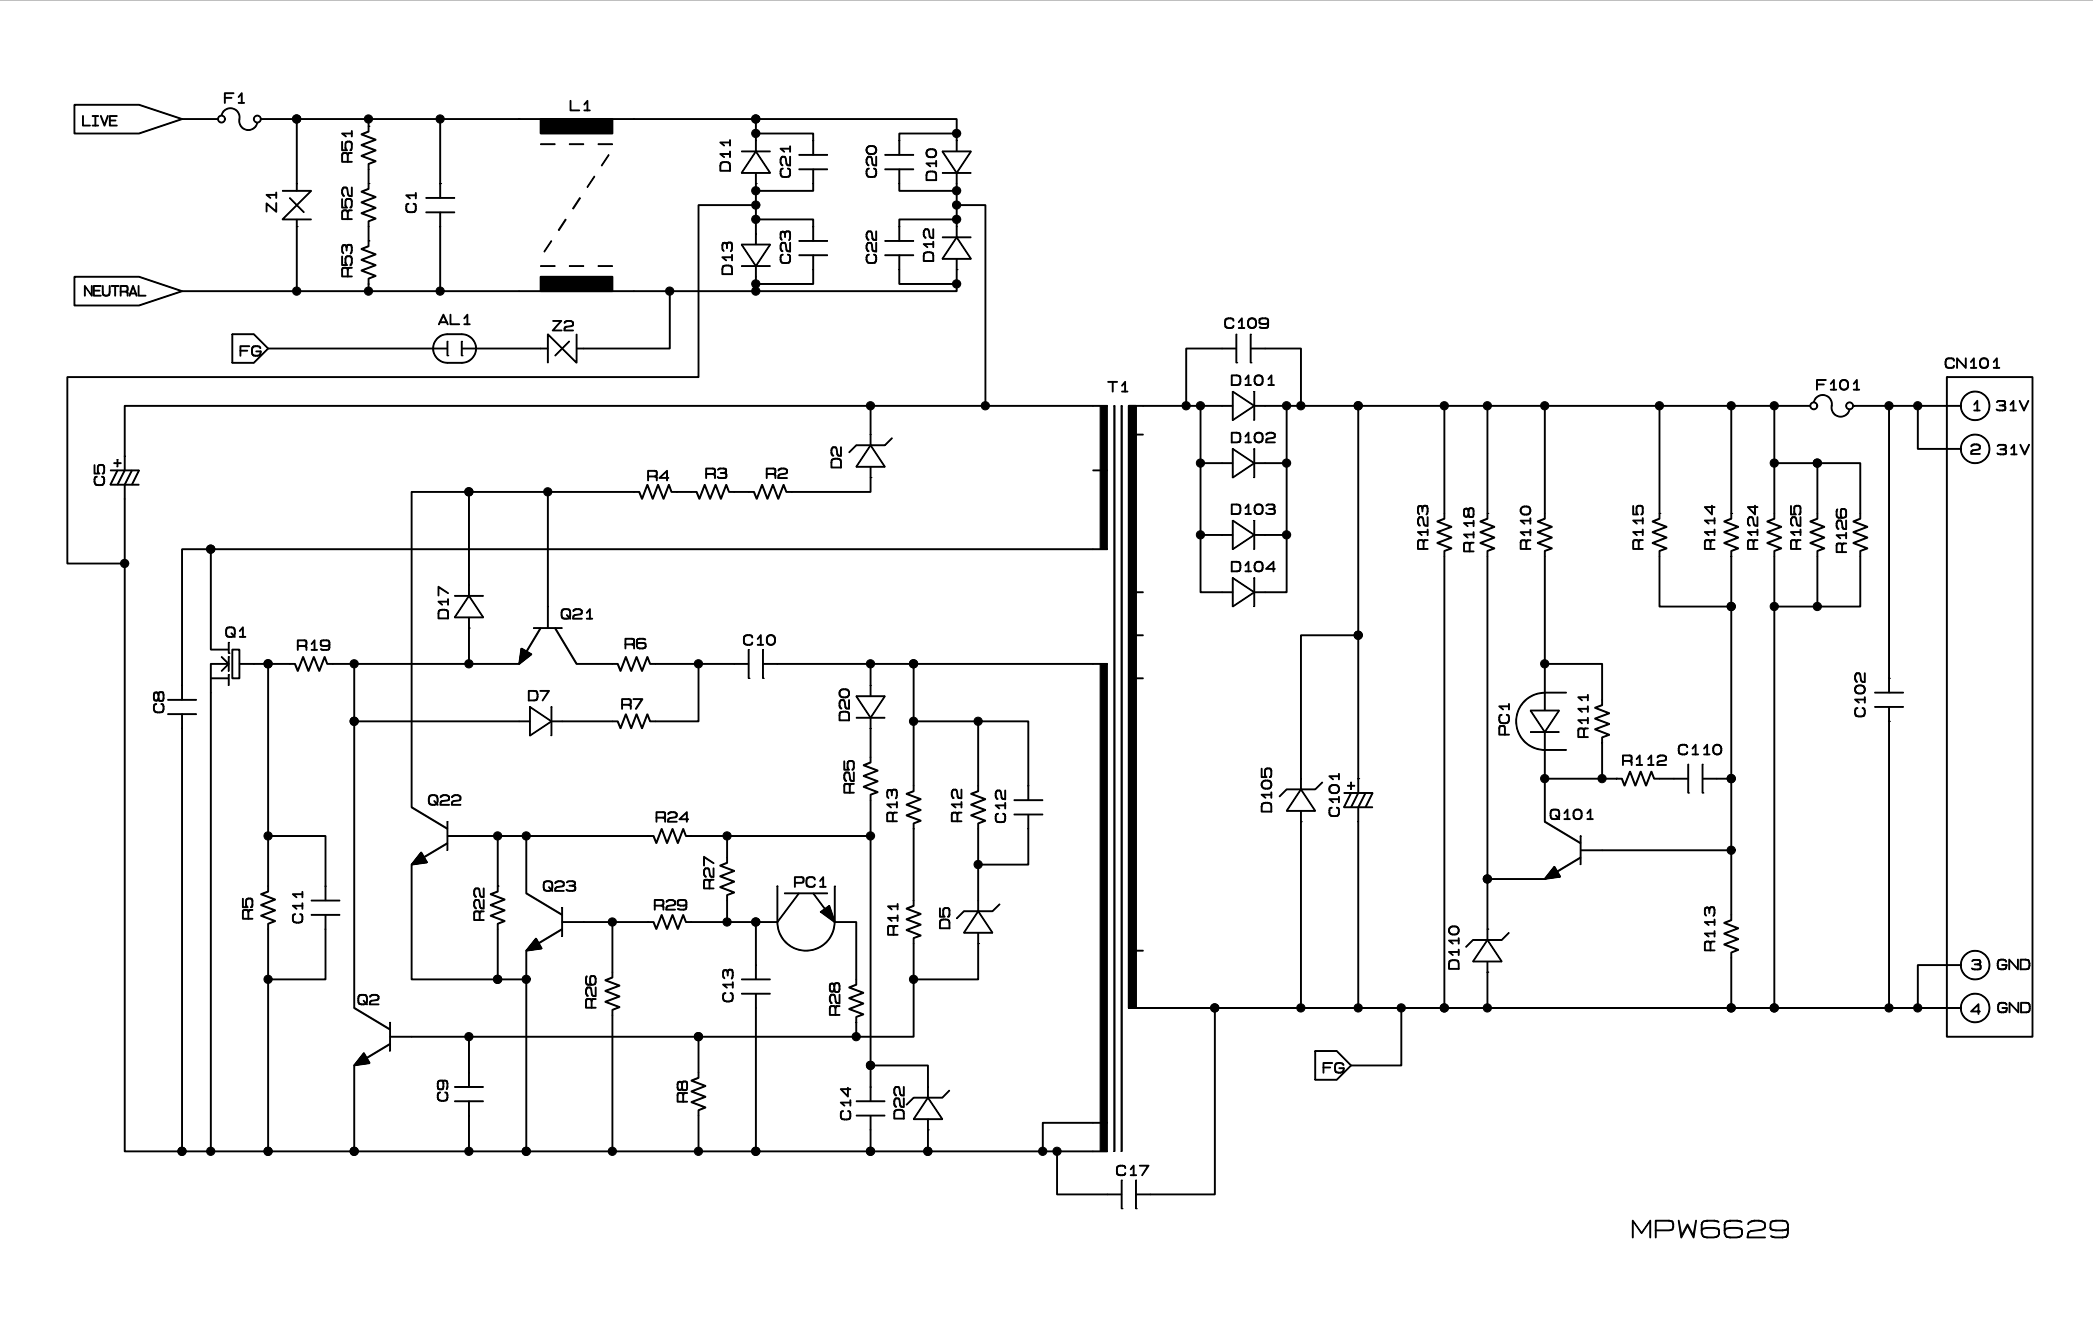 F1
LIVE
L1
R51
D11
C21
C20
D10
Z1
R52
C1
R53
D13
C23
C22
D12
NEUTRAL
AL1
Z2
FG
C109
CN101
T1
D101
F101
1
31V
D2
D102
2
31V
C5
+
R4
R3
R2
D103
R123
R118
R110
R115
R114
R124
R125
R126
D104
D17
Q21
Q1
R19
R6
C10
C8
D7
R7
D20
PC1
R111
C102
R112
C110
R25
D105
C101
+
Q22
R13
R12
C12
Q101
R24
R27
PC1
Q23
R5
C11
R22
R29
R11
D5
D110
R113
3
GND
Q2
R26
C13
R28
4
GND
FG
C9
R8
C14
D22
C17
MPW6629